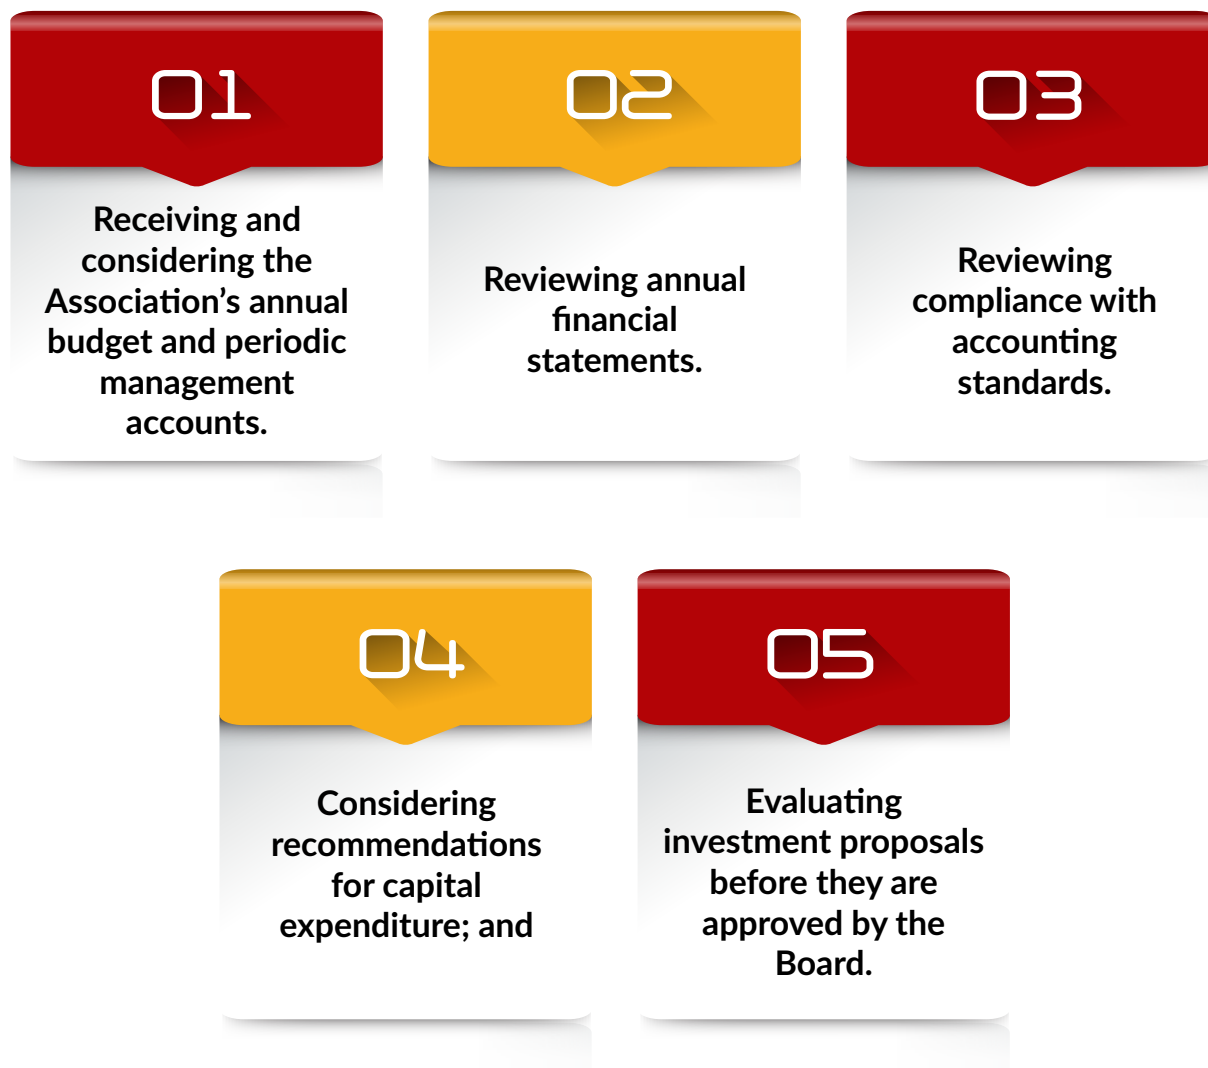 01
Receiving and
considering the
Association’s annual
budget and periodic
management
accounts.
02
Reviewing annual
financial
statements.
03
Reviewing
compliance with
accounting
standards.
04
Considering
recommendations
for capital
expenditure; and
05
Evaluating
investment proposals
before they are
approved by the
Board.